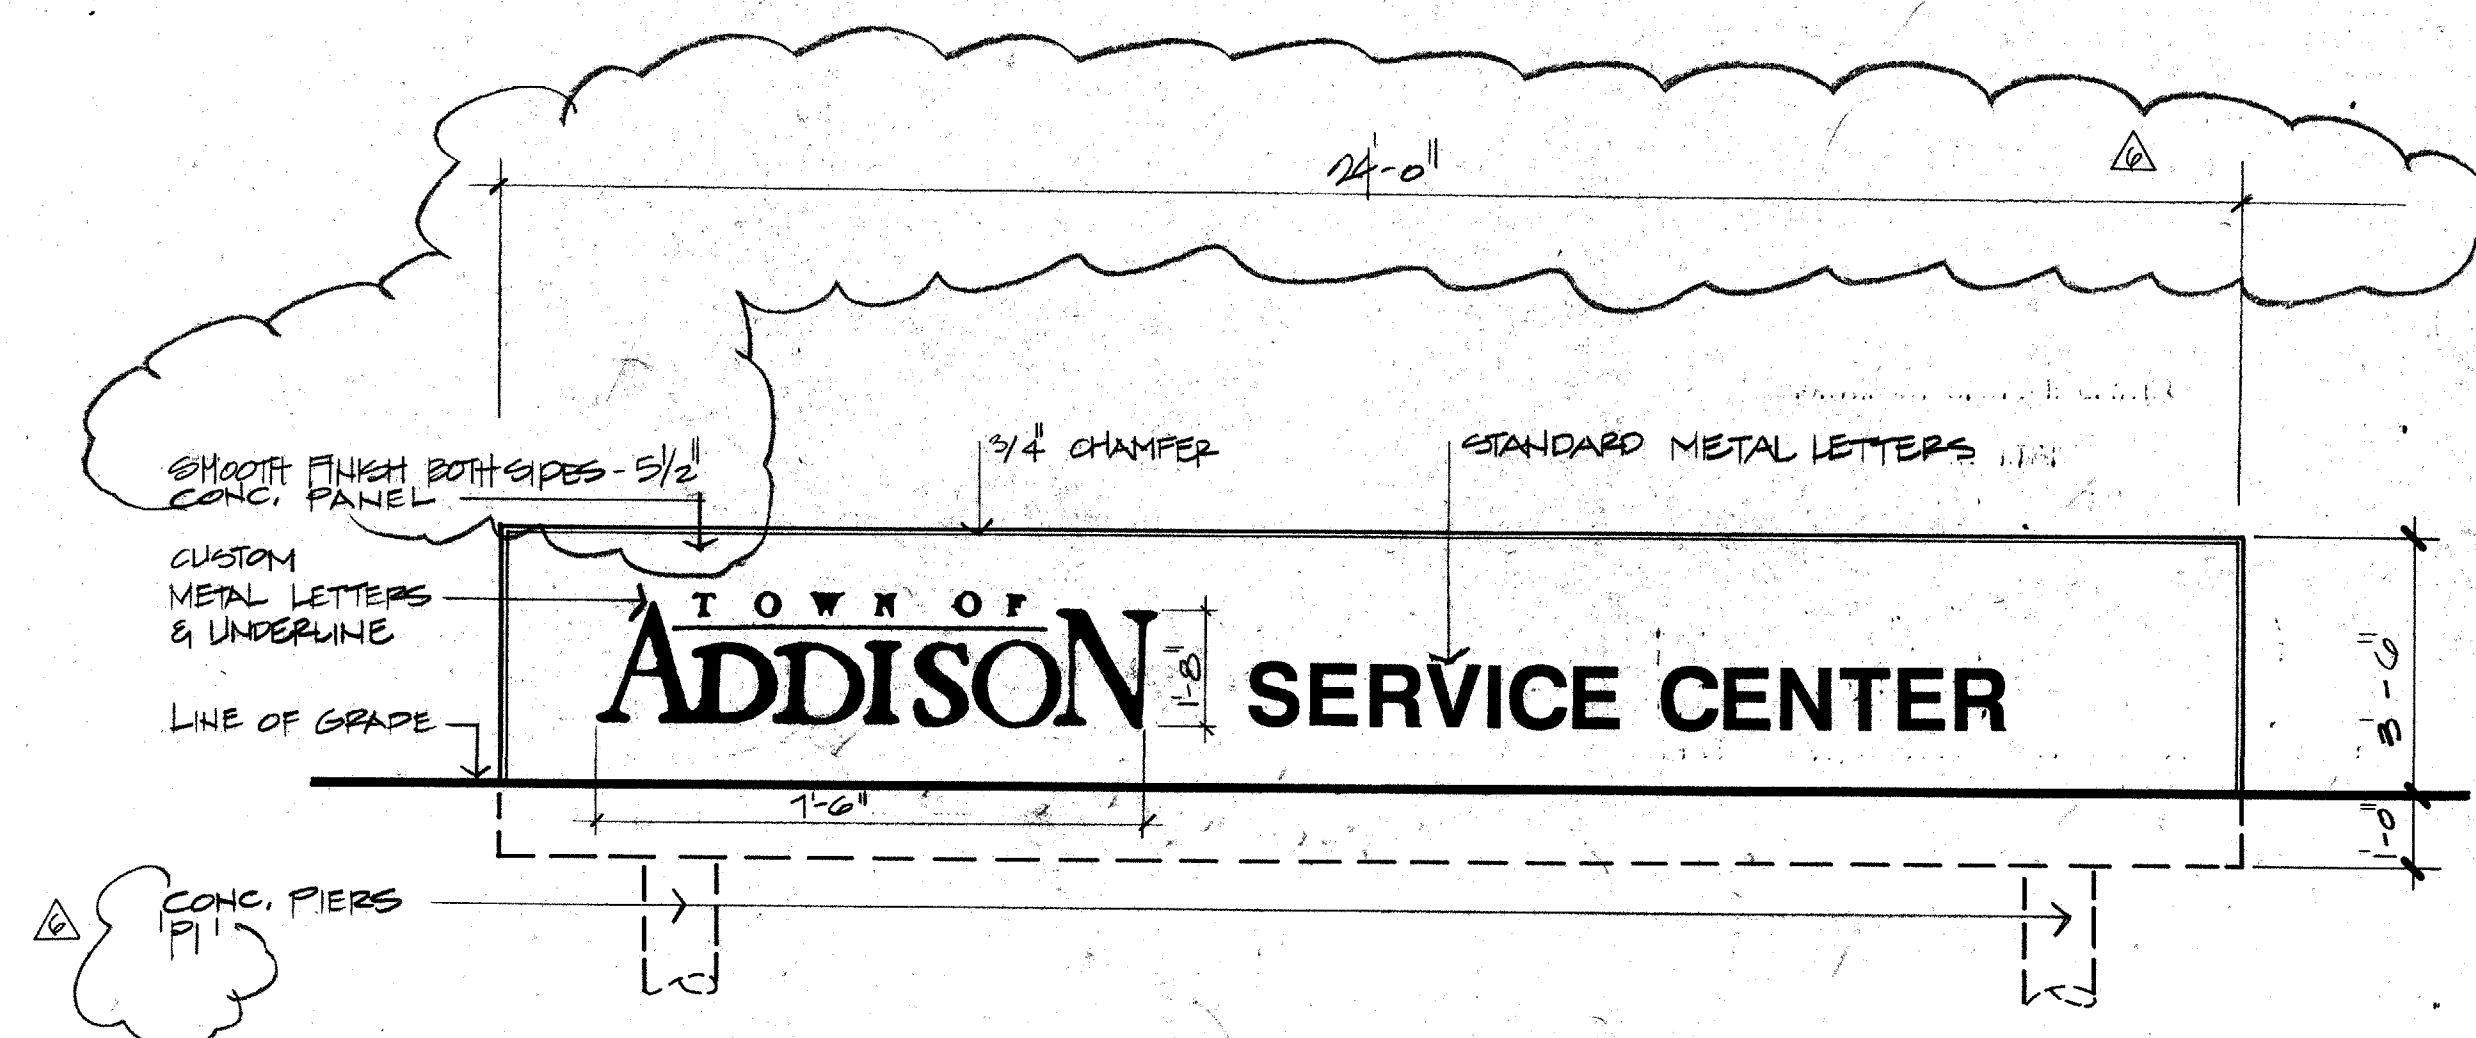 24'-0"
6
SMOOTH FINISH BOTH SIDES - 5 1/2"
CONC. PANEL
3/4" CHAMFER
STANDARD METAL LETTERS
CUSTOM
METAL LETTERS
& UNDERLINE
TOWN OF
ADDISON
1'-8"
SERVICE CENTER
3'-6"
LINE OF GRADE
7'-6"
1'-0"
CONC. PIERS
6
'P1'